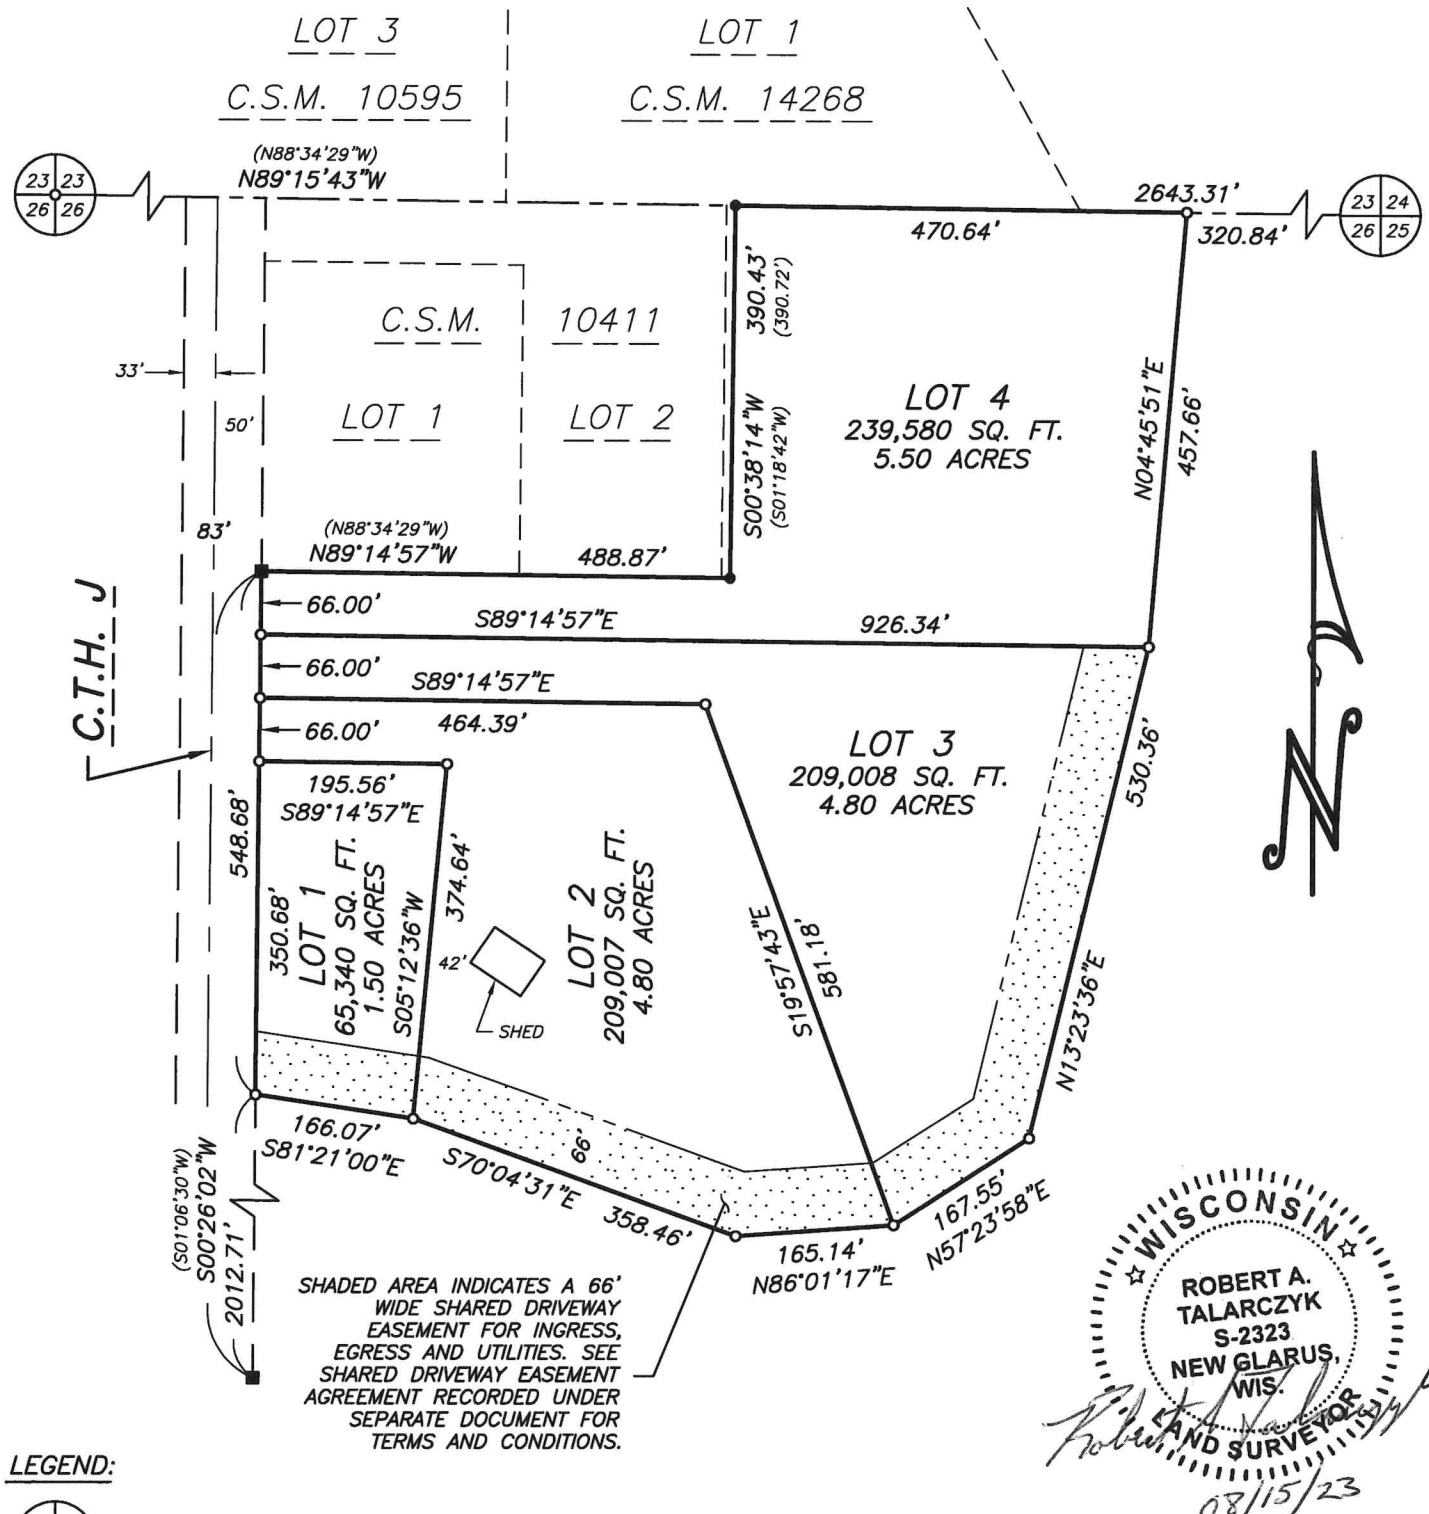 LOT 3
C.S.M. 10595
LOT 1
C.S.M. 14268
(N88°34'29"W)
N89°15'43"W
23 23
26 26
2643.31'
470.64'
320.84'
23 24
26 25
390.43'
(390.72')
S00°38'14"W
(S01°18'42"W)
C.S.M. 10411
LOT 1
LOT 2
33'
50'
83'
LOT 4
239,580 SQ. FT.
5.50 ACRES
N04°45'51"E
457.66'
(N88°34'29"W)
N89°14'57"W
488.87'
C.T.H. J
66.00'
S89°14'57"E
926.34'
66.00'
S89°14'57"E
464.39'
66.00'
195.56'
S89°14'57"E
LOT 3
209,008 SQ. FT.
4.80 ACRES
530.36'
N13°23'36"E
548.68'
350.68'
LOT 1
65,340 SQ. FT.
1.50 ACRES
S05°12'36"W
374.64'
42'
SHED
LOT 2
209,007 SQ. FT.
4.80 ACRES
S19°57'43"E
581.18'
N
166.07'
S81°21'00"E
S70°04'31"E
358.46'
66'
165.14'
N86°01'17"E
167.55'
N57°23'58"E
(S01°06'30"W)
S00°26'02"W
2012.71'
SHADED AREA INDICATES A 66'
WIDE SHARED DRIVEWAY
EASEMENT FOR INGRESS,
EGRESS AND UTILITIES. SEE
SHARED DRIVEWAY EASEMENT
AGREEMENT RECORDED UNDER
SEPARATE DOCUMENT FOR
TERMS AND CONDITIONS.
WISCONSIN
ROBERT A.
TALARCZYK
S-2323
NEW GLARUS,
WIS.
LAND SURVEYOR
Robert A Talarczyk
08/15/23
LEGEND: